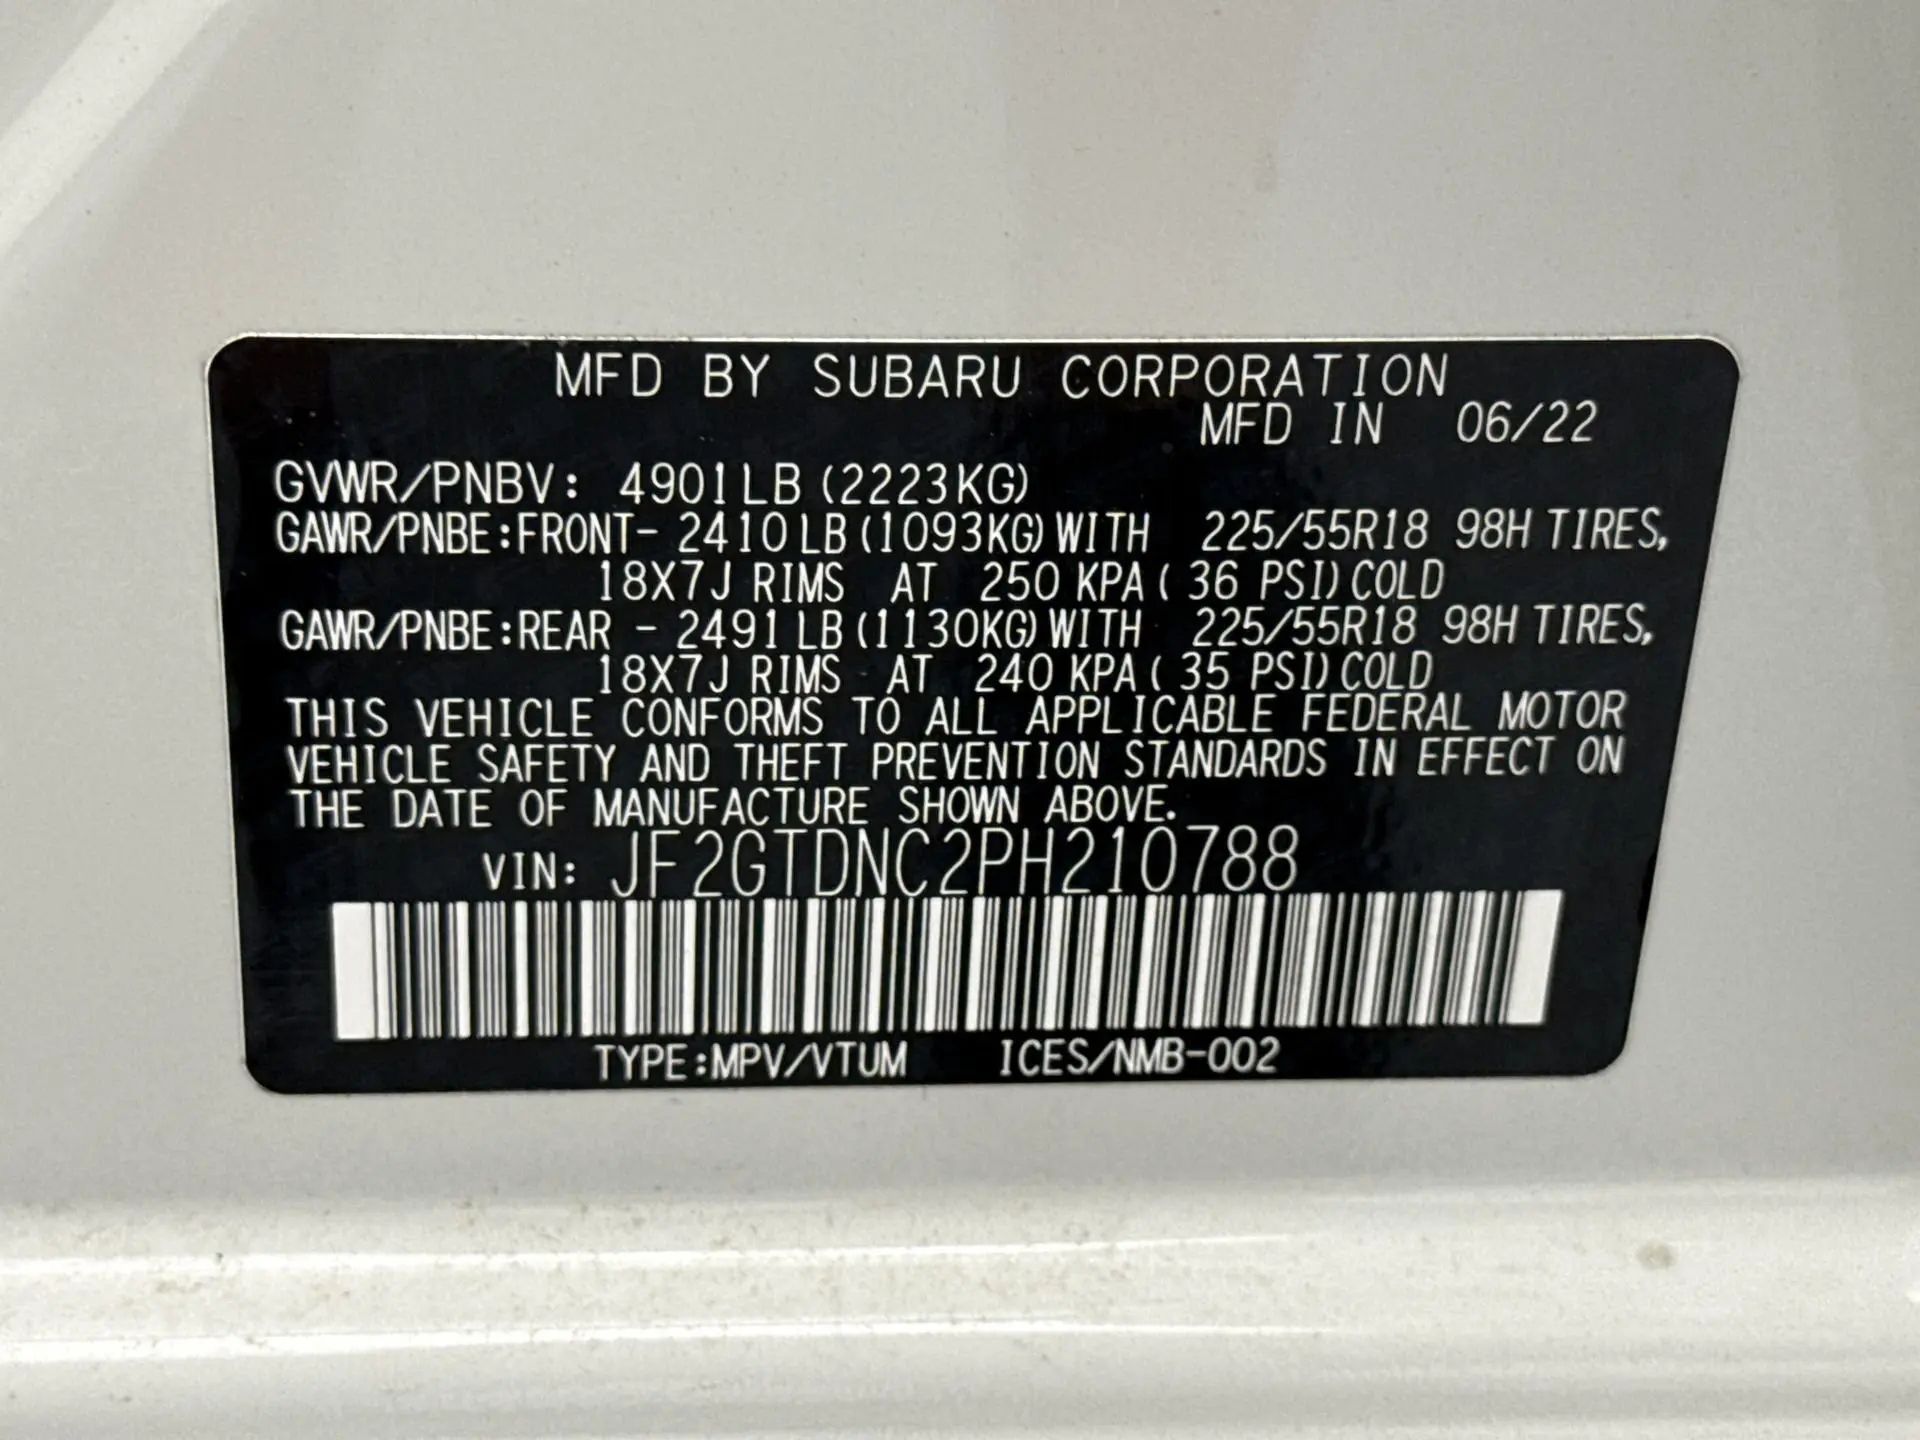 MFD BY SUBARU CORPORATION
MFD IN 06/22
GVWR/PNBV: 4901LB (2223KG)
GAWR/PNBE:FRONT- 2410LB (1093KG) WITH 225/55R18 98H TIRES,
18X7J RIMS AT 250 KPA ( 36 PSI) COLD
GAWR/PNBE:REAR - 2491LB (1130KG) WITH 225/55R18 98H TIRES,
18X7J RIMS AT 240 KPA ( 35 PSI) COLD
THIS VEHICLE CONFORMS TO ALL APPLICABLE FEDERAL MOTOR
VEHICLE SAFETY AND THEFT PREVENTION STANDARDS IN EFFECT ON
THE DATE OF MANUFACTURE SHOWN ABOVE.
VIN: JF2GTDNC2PH210788
TYPE:MPV/VTUM ICES/NMB-002